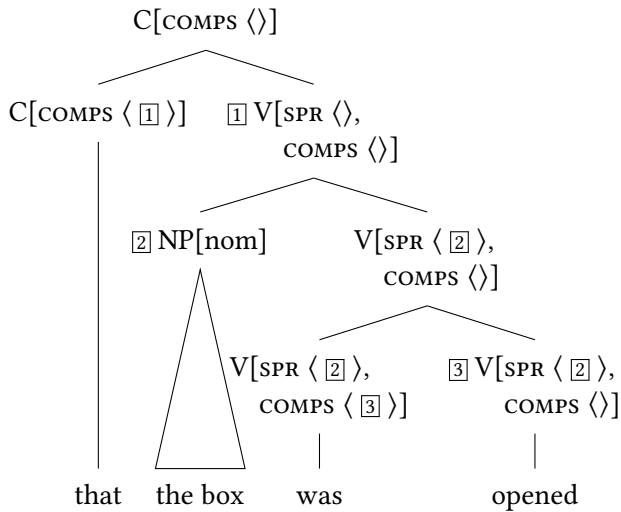 C[COMPS ⟨⟩]
C[COMPS ⟨ 1 ⟩] 1 V[SPR ⟨⟩,
COMPS ⟨⟩]
2 NP[nom] V[SPR ⟨ 2 ⟩,
COMPS ⟨⟩]
V[SPR ⟨ 2 ⟩, 3 V[SPR ⟨ 2 ⟩,
COMPS ⟨ 3 ⟩] COMPS ⟨⟩]
that the box was opened